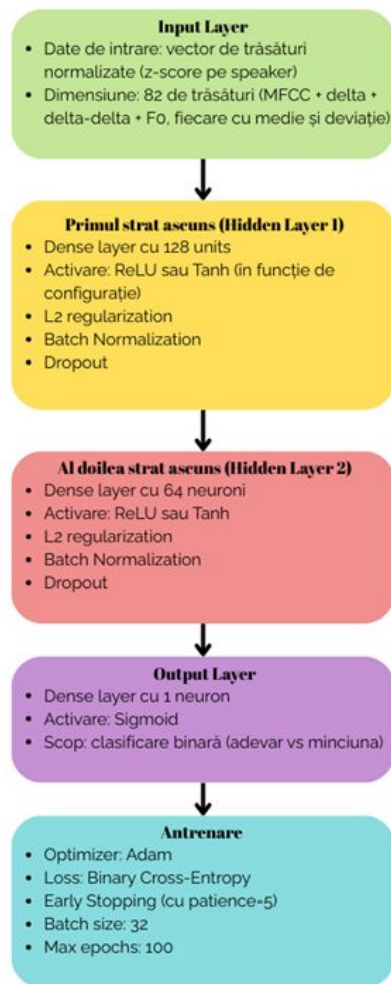 Input Layer
• Date de intrare: vector de trăsături
normalizate (z-score pe speaker)
• Dimensiune: 82 de trăsături (MFCC + delta +
delta-delta + F0, fiecare cu medie și deviație)
Primul strat ascuns (Hidden Layer 1)
• Dense layer cu 128 units
• Activare: ReLU sau Tanh (în funcție de
configurație)
• L2 regularization
• Batch Normalization
• Dropout
Al doilea strat ascuns (Hidden Layer 2)
• Dense layer cu 64 neuroni
• Activare: ReLU sau Tanh
• L2 regularization
• Batch Normalization
• Dropout
Output Layer
• Dense layer cu 1 neuron
• Activare: Sigmoid
• Scop: clasificare binară (adevar vs minciuna)
Antrenare
• Optimizer: Adam
• Loss: Binary Cross-Entropy
• Early Stopping (cu patience=5)
• Batch size: 32
• Max epochs: 100